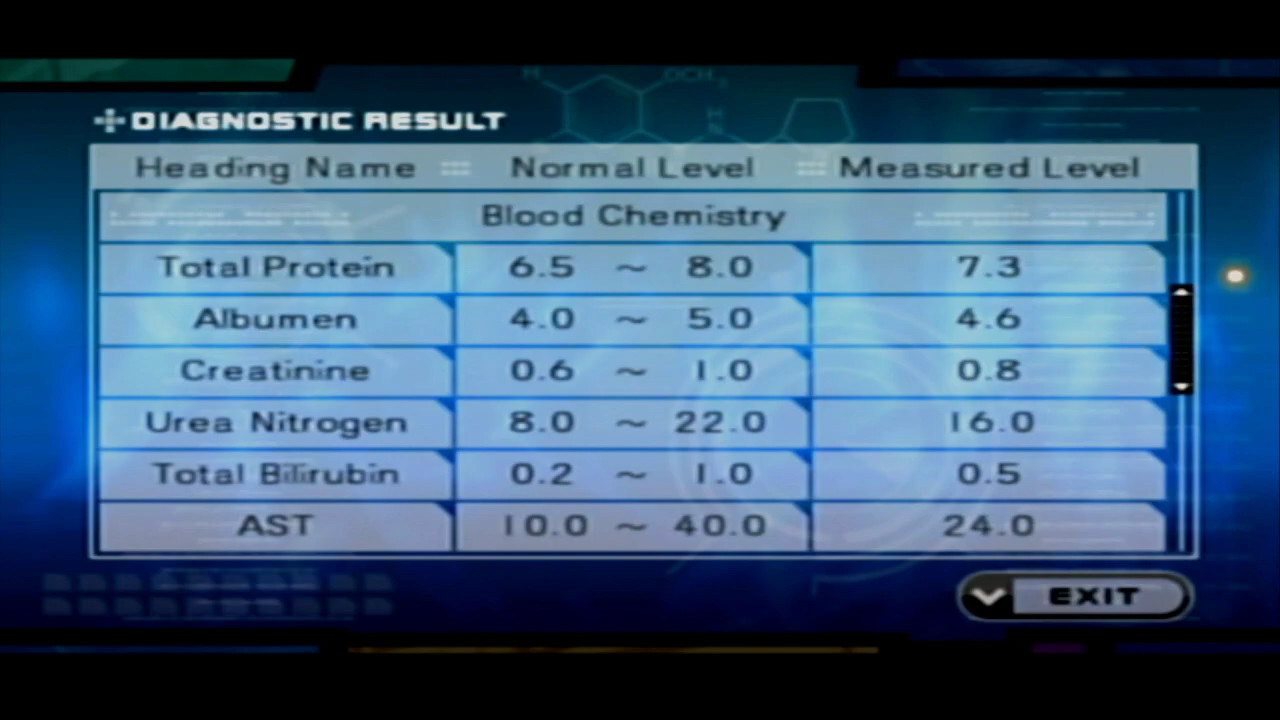 H OCH3
H
N
DIAGNOSTIC RESULT
Heading Name Normal Level Measured Level
Blood Chemistry
Total Protein 6.5 ~ 8.0 7.3
Albumen 4.0 ~ 5.0 4.6
Creatinine 0.6 ~ 1.0 0.8
Urea Nitrogen 8.0 ~ 22.0 16.0
Total Bilirubin 0.2 ~ 1.0 0.5
AST 10.0 ~ 40.0 24.0
EXIT